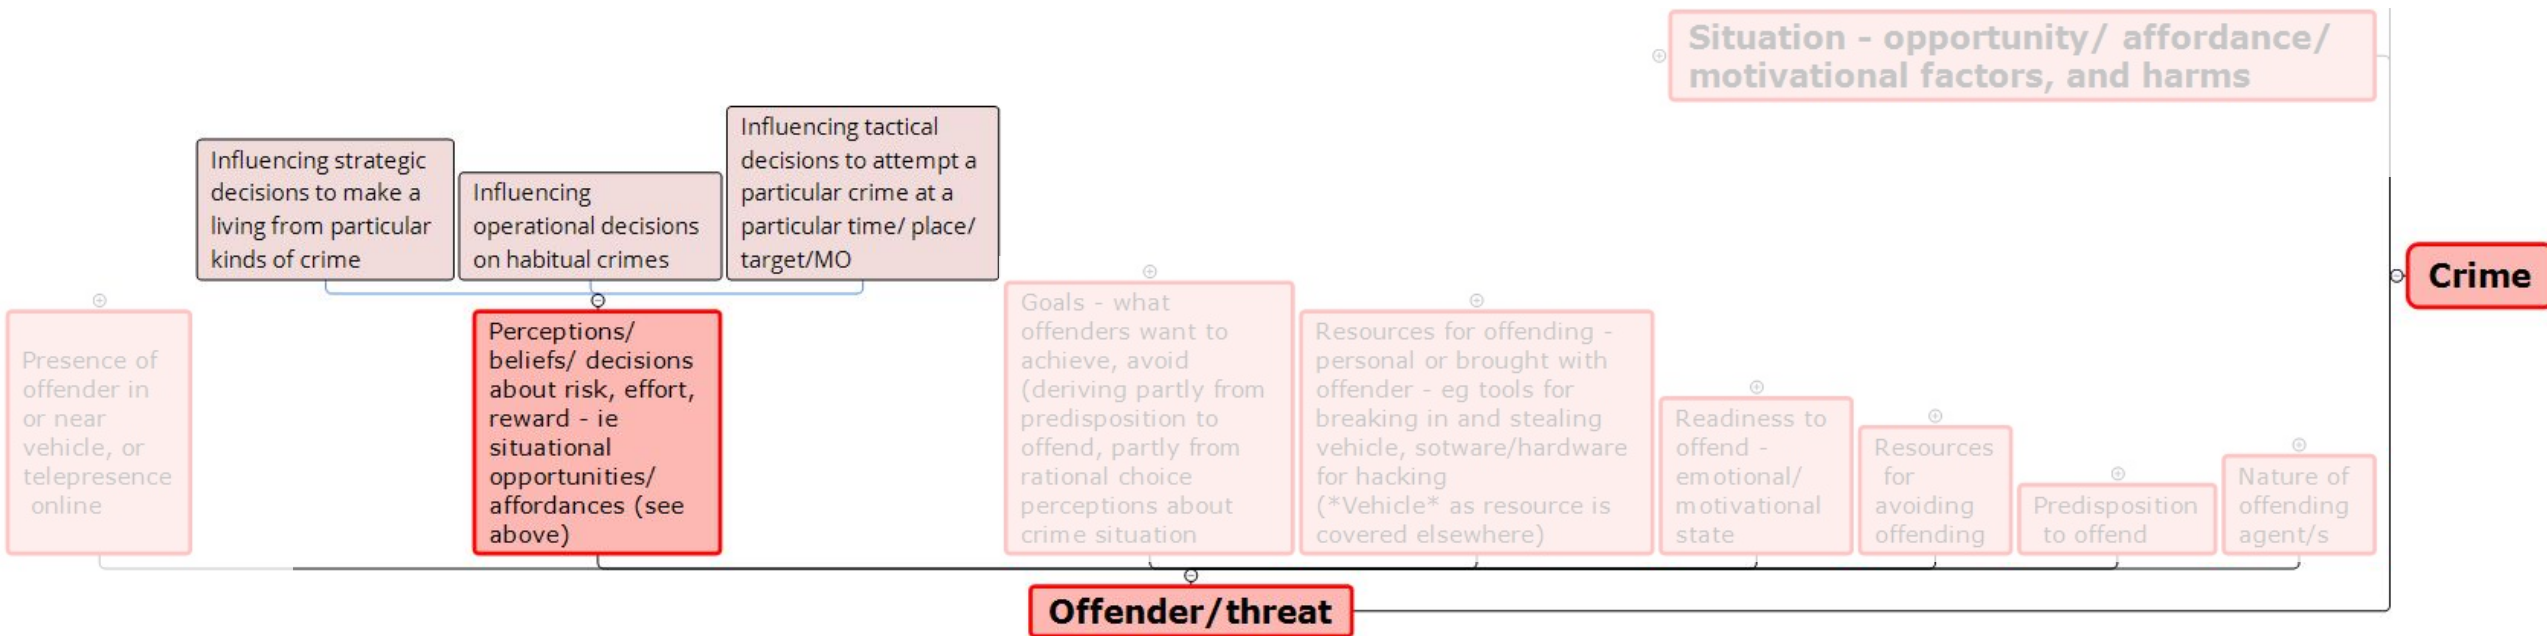 Situation - opportunity/ affordance/
motivational factors, and harms
Influencing strategic
decisions to make a
living from particular
kinds of crime
Influencing
operational decisions
on habitual crimes
Influencing tactical
decisions to attempt a
particular crime at a
particular time/ place/
target/MO
Crime
Presence of
offender in
or near
vehicle, or
telepresence
online
Perceptions/
beliefs/ decisions
about risk, effort,
reward - ie
situational
opportunities/
affordances (see
above)
Goals - what
offenders want to
achieve, avoid
(deriving partly from
predisposition to
offend, partly from
rational choice
perceptions about
crime situation
Resources for offending -
personal or brought with
offender - eg tools for
breaking in and stealing
vehicle, sotware/hardware
for hacking
(*Vehicle* as resource is
covered elsewhere)
Readiness to
offend -
emotional/
motivational
state
Resources
for
avoiding
offending
Predisposition
to offend
Nature of
offending
agent/s
Offender/threat